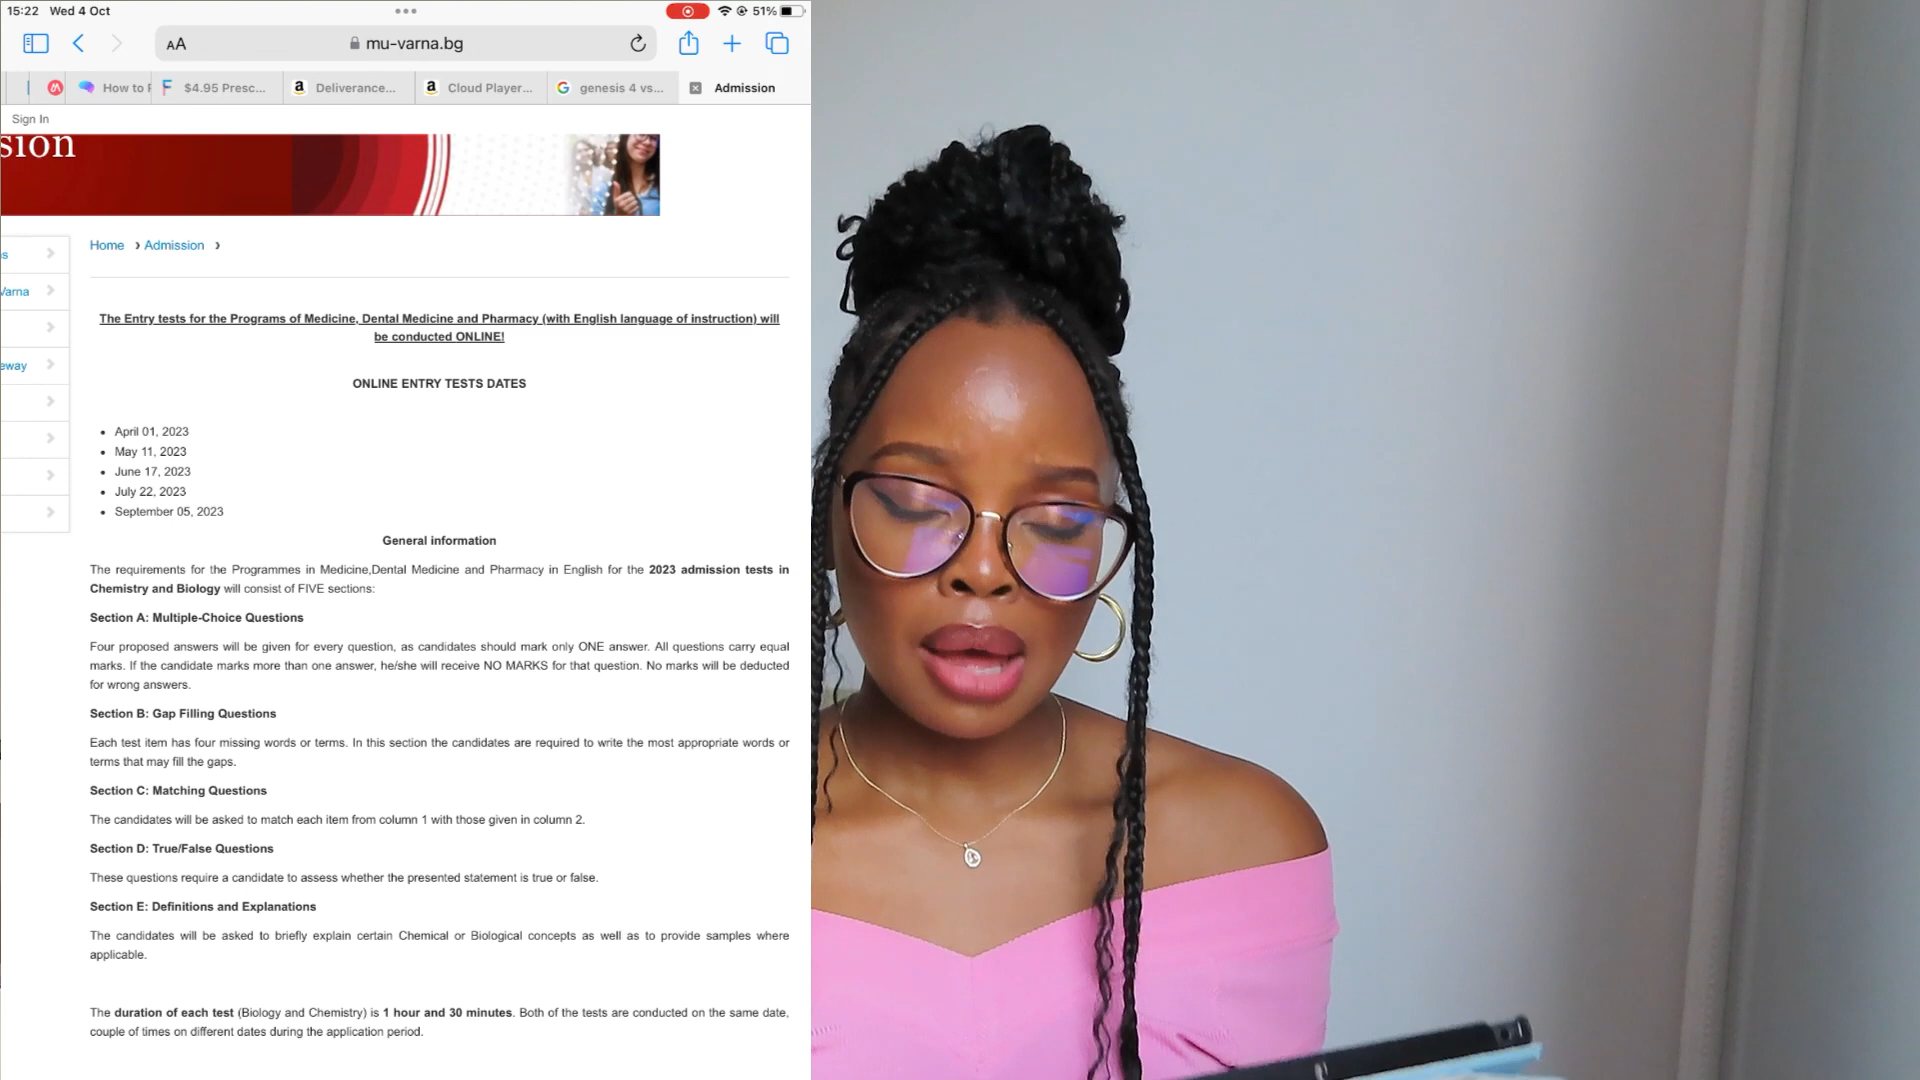 15:22 Wed 4 Oct
51%
AA
mu-varna.bg
How to
$4.95 Presc...
Deliverance...
Cloud Player...
genesis 4 vs...
Admission
Sign In
sion
Home › Admission ›
s
Varna
eway
The Entry tests for the Programs of Medicine, Dental Medicine and Pharmacy (with English language of instruction) will
be conducted ONLINE!
ONLINE ENTRY TESTS DATES
• April 01, 2023
• May 11, 2023
• June 17, 2023
• July 22, 2023
• September 05, 2023
General information
The requirements for the Programmes in Medicine,Dental Medicine and Pharmacy in English for the 2023 admission tests in
Chemistry and Biology will consist of FIVE sections:
Section A: Multiple-Choice Questions
Four proposed answers will be given for every question, as candidates should mark only ONE answer. All questions carry equal
marks. If the candidate marks more than one answer, he/she will receive NO MARKS for that question. No marks will be deducted
for wrong answers.
Section B: Gap Filling Questions
Each test item has four missing words or terms. In this section the candidates are required to write the most appropriate words or
terms that may fill the gaps.
Section C: Matching Questions
The candidates will be asked to match each item from column 1 with those given in column 2.
Section D: True/False Questions
These questions require a candidate to assess whether the presented statement is true or false.
Section E: Definitions and Explanations
The candidates will be asked to briefly explain certain Chemical or Biological concepts as well as to provide samples where
applicable.
The duration of each test (Biology and Chemistry) is 1 hour and 30 minutes. Both of the tests are conducted on the same date,
couple of times on different dates during the application period.